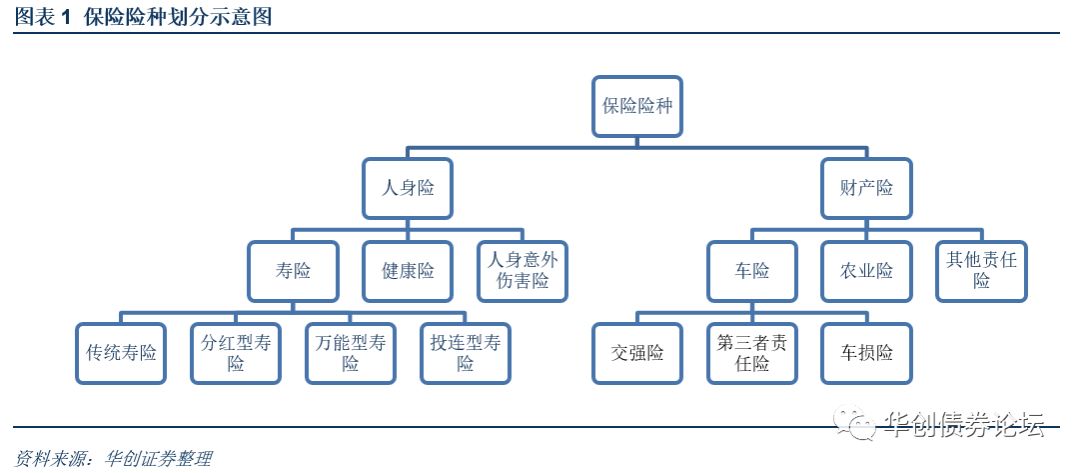 图表 1 保险险种划分示意图
保险险种
人身险
财产险
寿险
健康险
人身意外
伤害险
车险
农业险
其他责任
险
传统寿险
分红型寿
险
万能型寿
险
投连型寿
险
交强险
第三者责
任险
车损险
华创债券论坛
资料来源：华创证券整理